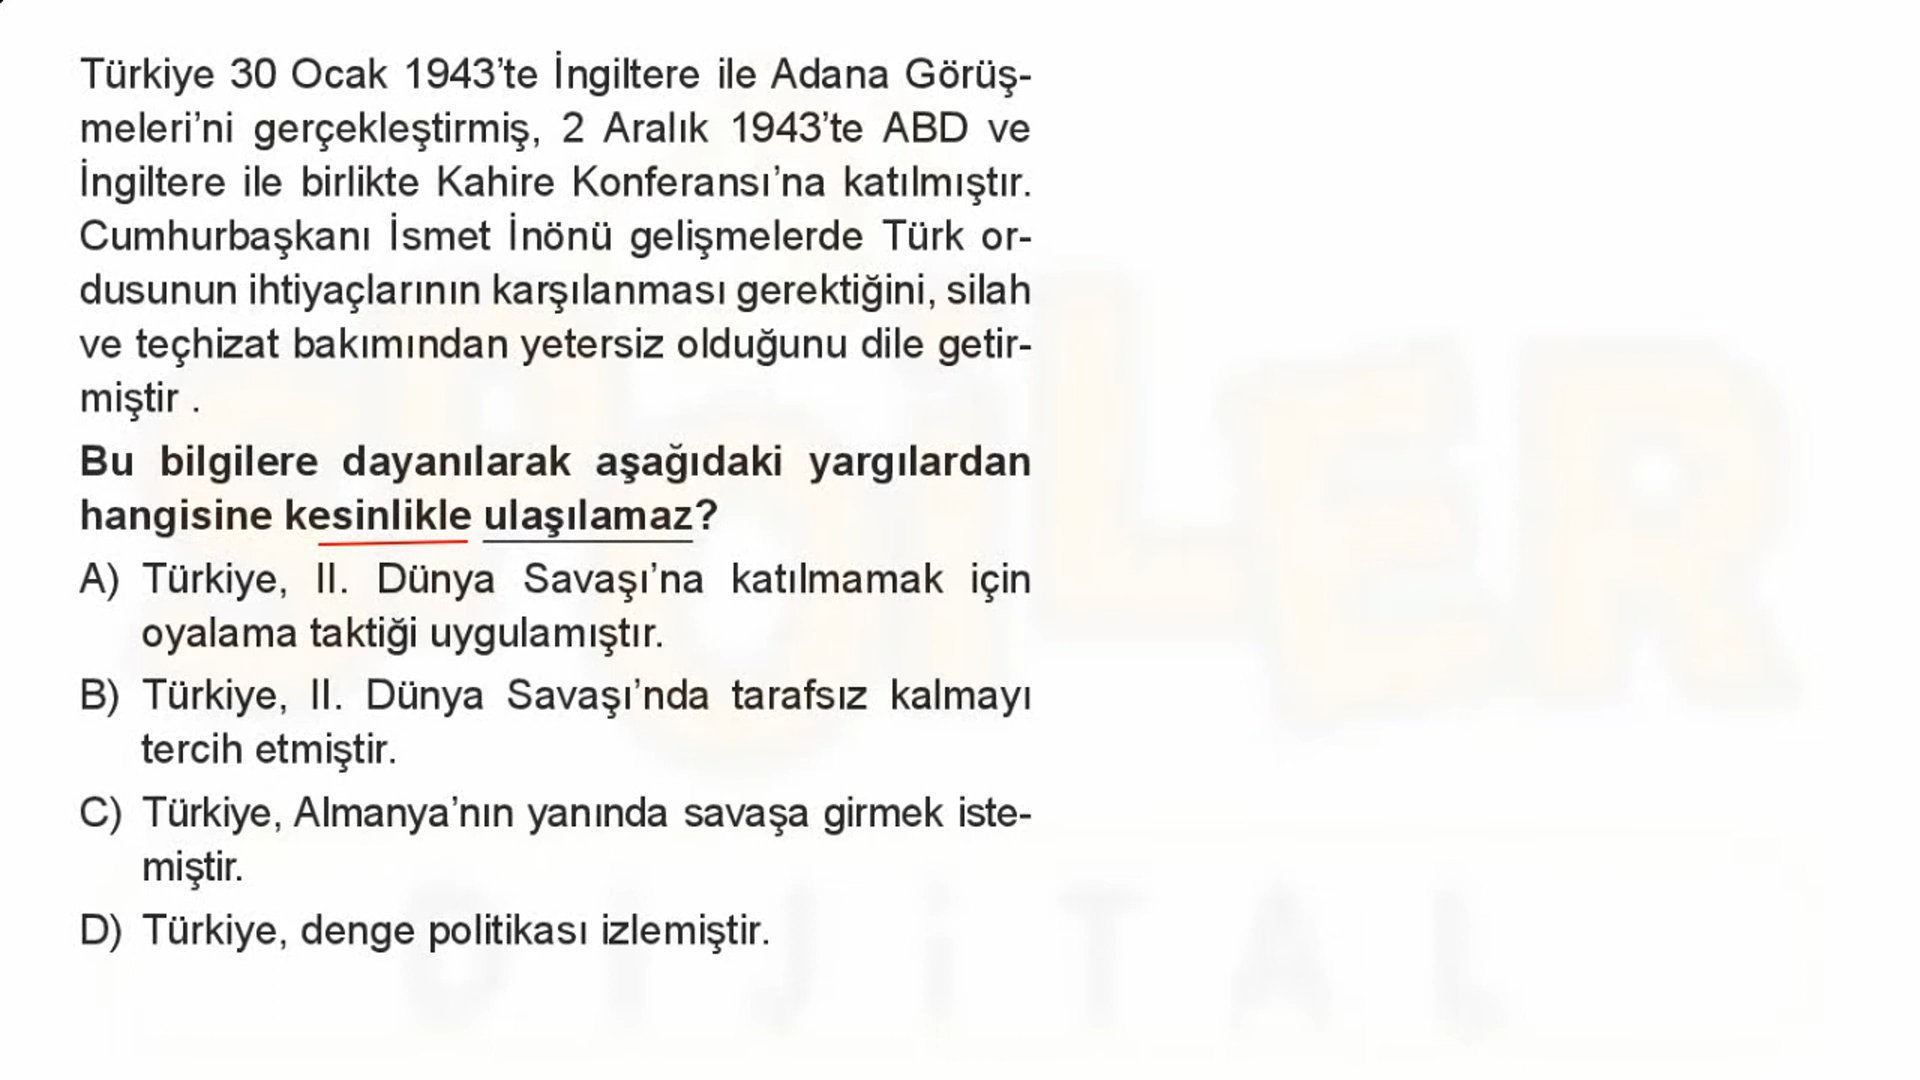 Türkiye 30 Ocak 1943’te İngiltere ile Adana Görüş-
meleri’ni gerçekleştirmiş, 2 Aralık 1943’te ABD ve
İngiltere ile birlikte Kahire Konferansı’na katılmıştır.
Cumhurbaşkanı İsmet İnönü gelişmelerde Türk or-
dusunun ihtiyaçlarının karşılanması gerektiğini, silah
ve teçhizat bakımından yetersiz olduğunu dile getir-
miştir .
Bu bilgilere dayanılarak aşağıdaki yargılardan
hangisine kesinlikle ulaşılamaz?
A) Türkiye, II. Dünya Savaşı’na katılmamak için
oyalama taktiği uygulamıştır.
B) Türkiye, II. Dünya Savaşı’nda tarafsız kalmayı
tercih etmiştir.
C) Türkiye, Almanya’nın yanında savaşa girmek iste-
miştir.
D) Türkiye, denge politikası izlemiştir.
DİJİTAL